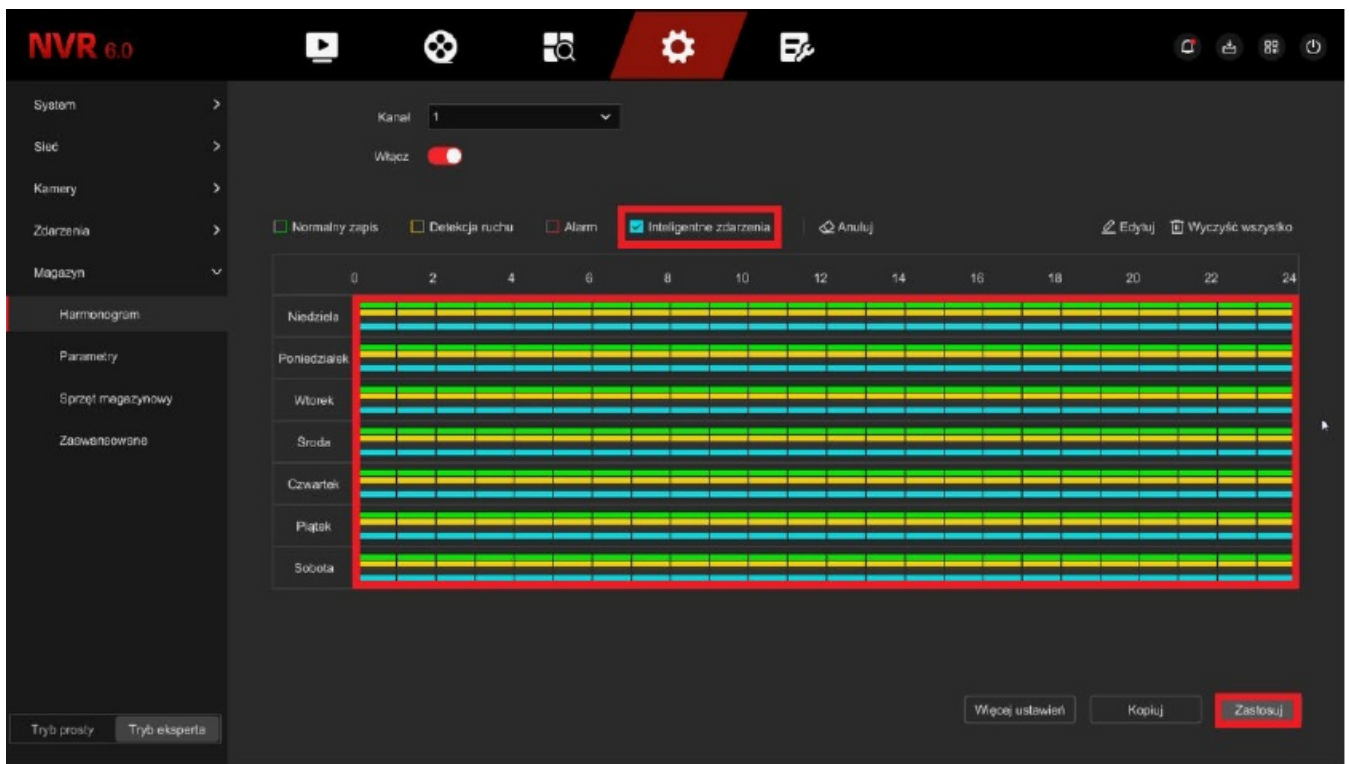 NVR 6.0
System
Sieć
Kamery
Zdarzenia
Magazyn
Harmonogram
Parametry
Sprzęt magazynowy
Zaawansowane
Tryb prosty Tryb eksperta
Kanał 1
Włącz
Normalny zapis Detekcja ruchu Alarm Inteligentne zdarzenia Anuluj Edytuj Wyczyść wszystko
0 2 4 6 8 10 12 14 16 18 20 22 24
Niedziela
Poniedziałek
Wtorek
Środa
Czwartek
Piątek
Sobota
Więcej ustawień Kopiuj Zastosuj